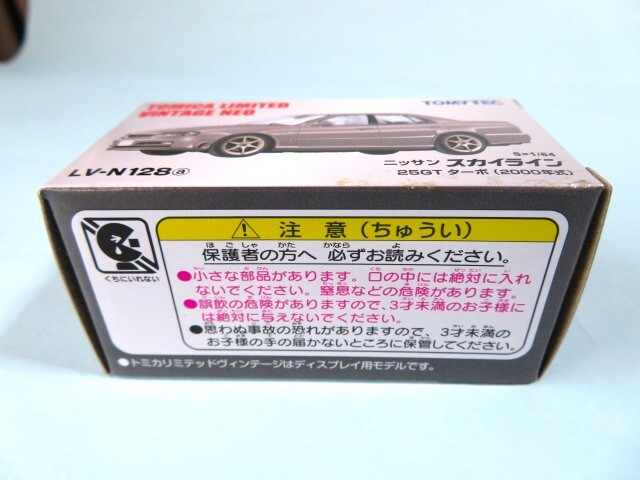 TOMICA LIMITED
VINTAGE NEO
TOMYTEC
LV-N128ⓐ
S=1/64
ニッサン スカイライン
25GT ターボ (2000年式)
⚠ 注意(ちゅうい)
保護者の方へ 必ずお読みください。
●小さな部品があります。口の中には絶対に入れ
ないでください。窒息などの危険があります。
●誤飲の危険がありますので、3才未満のお子様に
は絶対に与えないでください。
●思わぬ事故の恐れがありますので、3才未満の
お子様の手の届かないところに保管してください。
くちにいれない
●トミカリミテッドヴィンテージはディスプレイ用モデルです。